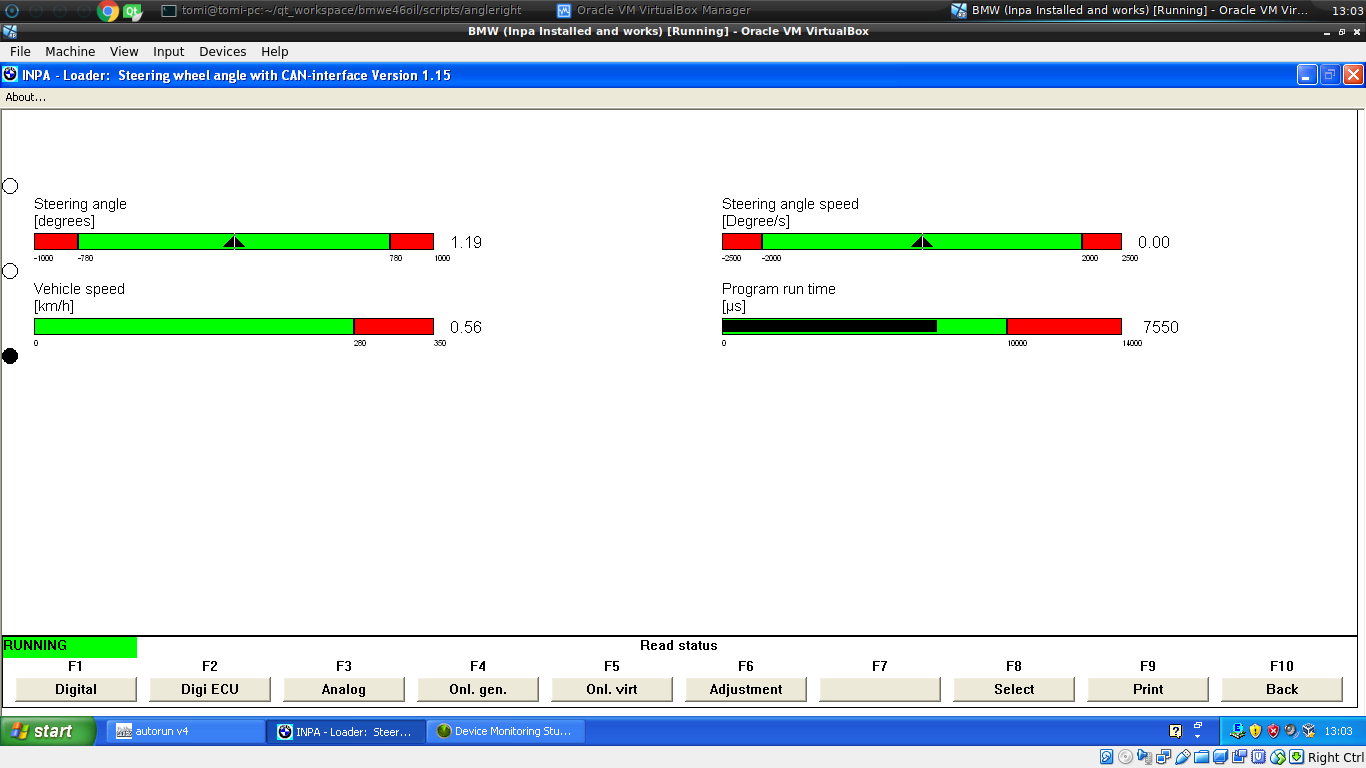 tomi@tomi-pc:~/qt_workspace/bmwe46oil/scripts/angleright
Oracle VM VirtualBox Manager
BMW (Inpa Installed and works) [Running] - Oracle VM Vir...
13:03
BMW (Inpa Installed and works) [Running] - Oracle VM VirtualBox
File Machine View Input Devices Help
INPA - Loader: Steering wheel angle with CAN-interface Version 1.15
About...
Steering angle
[degrees]
1.19
-1000 -780 780 1000
Steering angle speed
[Degree/s]
0.00
-2500 -2000 2000 2500
Vehicle speed
[km/h]
0.56
0 280 350
Program run time
[µs]
7550
0 10000 14000
RUNNING
Read status
F1 F2 F3 F4 F5 F6 F7 F8 F9 F10
Digital Digi ECU Analog Onl. gen. Onl. virt Adjustment Select Print Back
start
autorun v4
INPA - Loader: Steer...
Device Monitoring Stu...
13:03
Right Ctrl